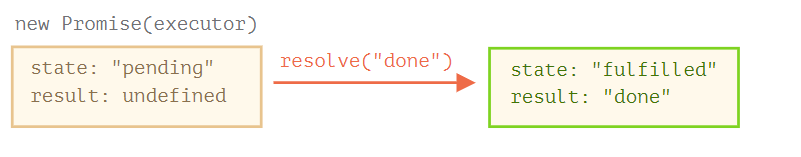 new Promise(executor)
state: "pending"
result: undefined
resolve("done")
state: "fulfilled"
result: "done"